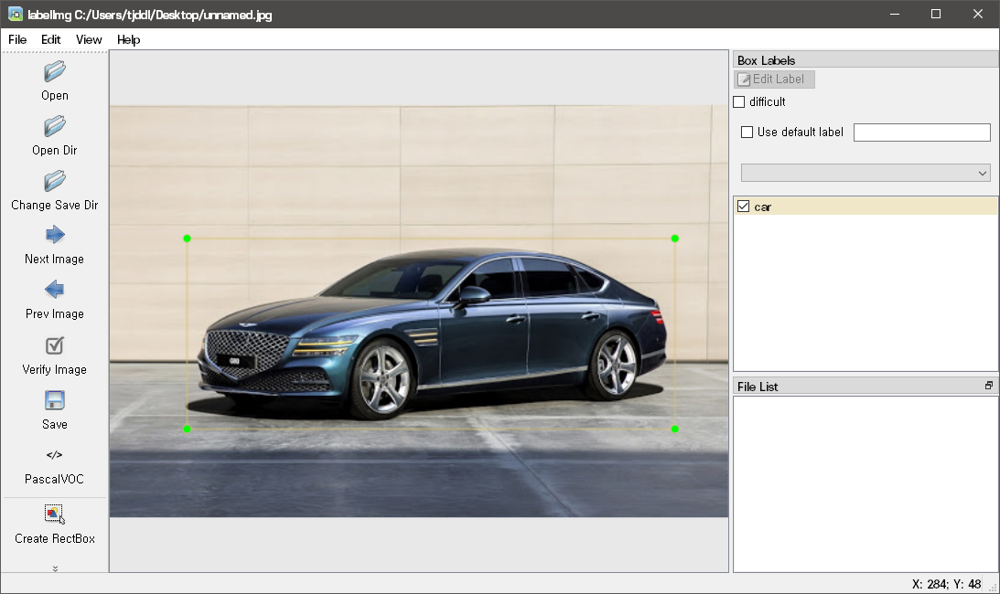 labelImg C:/Users/tjddl/Desktop/unnamed.jpg
File Edit View Help
Open
Open Dir
Change Save Dir
Next Image
Prev Image
Verify Image
Save
</>
PascalVOC
Create RectBox
G80
Box Labels
Edit Label
difficult
Use default label
car
File List
X: 284; Y: 48